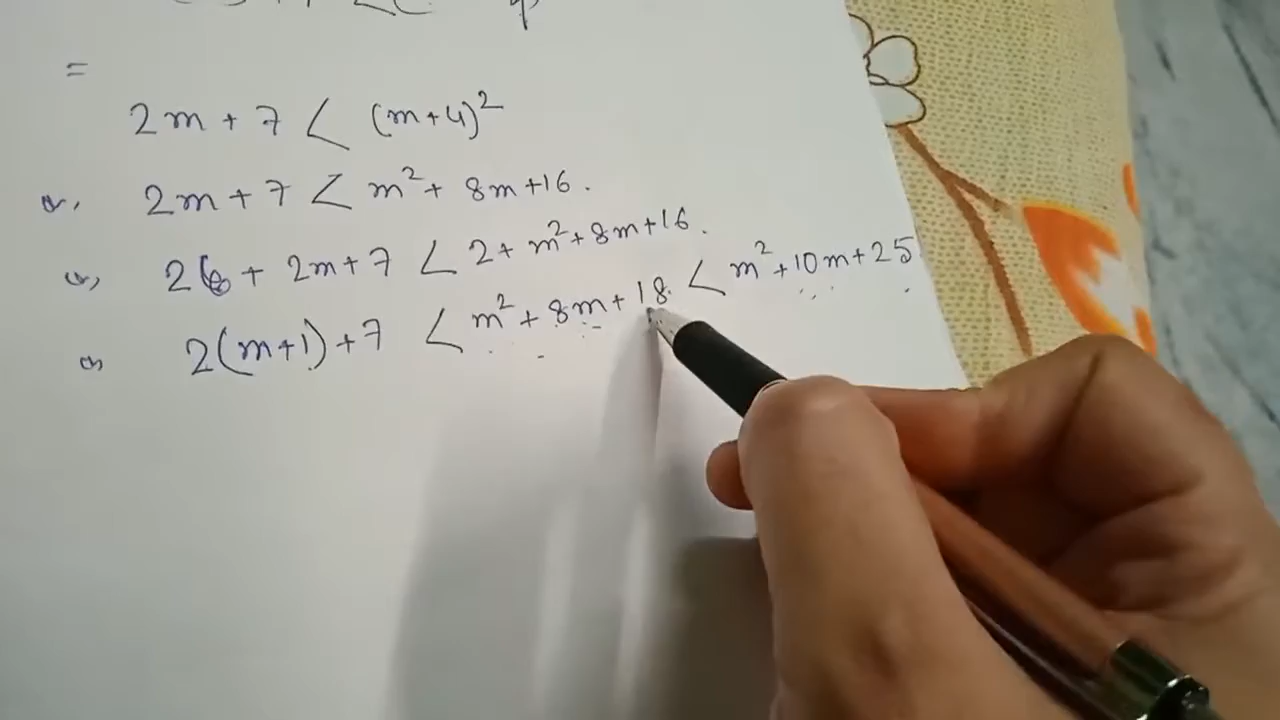 =
2m + 7 < (m+4)²
or, 2m + 7 < m² + 8m + 16.
or, 2 + 2m + 7 < 2 + m² + 8m + 16.
or, 2(m+1) + 7 < m² + 8m + 18. < m² + 10m + 25